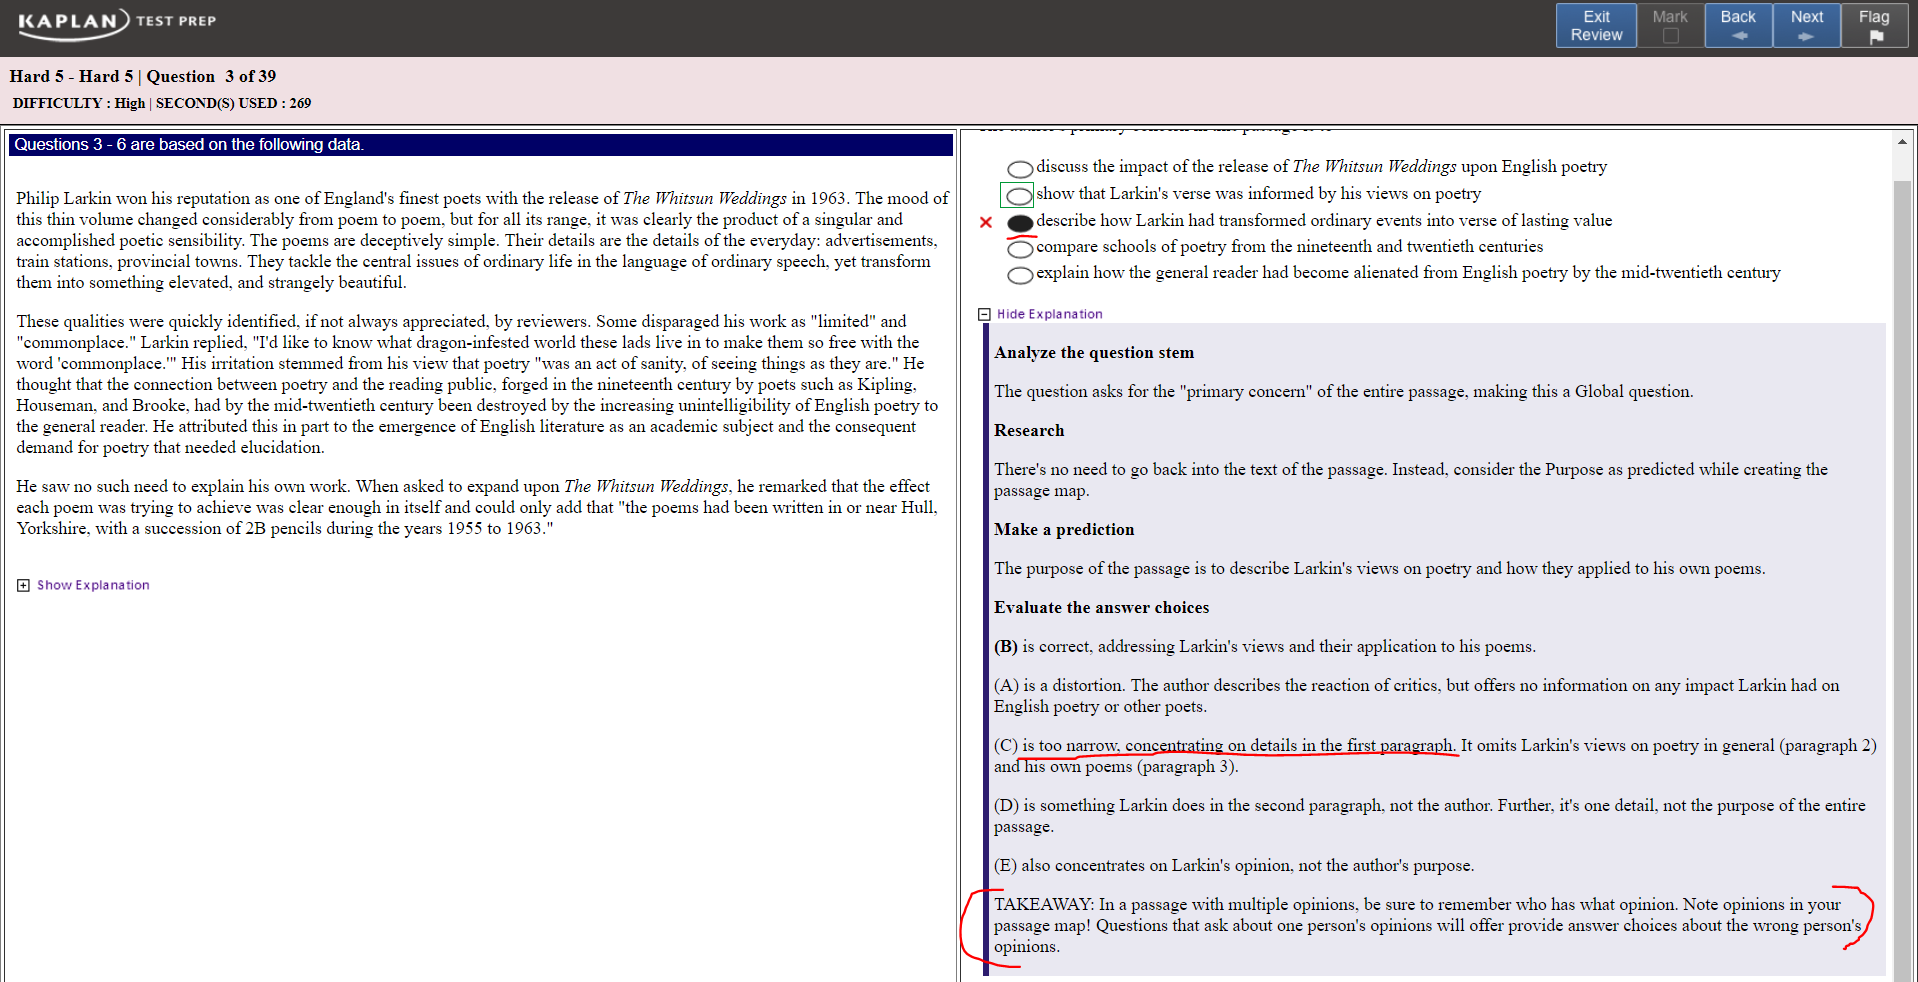 KAPLAN TEST PREP
Exit Review
Mark
Back
Next
Flag
Hard 5 - Hard 5 | Question 3 of 39
DIFFICULTY : High | SECOND(S) USED : 269
Questions 3 - 6 are based on the following data.
Philip Larkin won his reputation as one of England's finest poets with the release of The Whitsun Weddings in 1963. The mood of
this thin volume changed considerably from poem to poem, but for all its range, it was clearly the product of a singular and
accomplished poetic sensibility. The poems are deceptively simple. Their details are the details of the everyday: advertisements,
train stations, provincial towns. They tackle the central issues of ordinary life in the language of ordinary speech, yet transform
them into something elevated, and strangely beautiful.
These qualities were quickly identified, if not always appreciated, by reviewers. Some disparaged his work as "limited" and
"commonplace." Larkin replied, "I'd like to know what dragon-infested world these lads live in to make them so free with the
word 'commonplace.'" His irritation stemmed from his view that poetry "was an act of sanity, of seeing things as they are." He
thought that the connection between poetry and the reading public, forged in the nineteenth century by poets such as Kipling,
Houseman, and Brooke, had by the mid-twentieth century been destroyed by the increasing unintelligibility of English poetry to
the general reader. He attributed this in part to the emergence of English literature as an academic subject and the consequent
demand for poetry that needed elucidation.
He saw no such need to explain his own work. When asked to expand upon The Whitsun Weddings, he remarked that the effect
each poem was trying to achieve was clear enough in itself and could only add that "the poems had been written in or near Hull,
Yorkshire, with a succession of 2B pencils during the years 1955 to 1963."
Show Explanation
discuss the impact of the release of The Whitsun Weddings upon English poetry
show that Larkin's verse was informed by his views on poetry
describe how Larkin had transformed ordinary events into verse of lasting value
compare schools of poetry from the nineteenth and twentieth centuries
explain how the general reader had become alienated from English poetry by the mid-twentieth century
Hide Explanation
Analyze the question stem
The question asks for the "primary concern" of the entire passage, making this a Global question.
Research
There's no need to go back into the text of the passage. Instead, consider the Purpose as predicted while creating the
passage map.
Make a prediction
The purpose of the passage is to describe Larkin's views on poetry and how they applied to his own poems.
Evaluate the answer choices
(B) is correct, addressing Larkin's views and their application to his poems.
(A) is a distortion. The author describes the reaction of critics, but offers no information on any impact Larkin had on
English poetry or other poets.
(C) is too narrow, concentrating on details in the first paragraph. It omits Larkin's views on poetry in general (paragraph 2)
and his own poems (paragraph 3).
(D) is something Larkin does in the second paragraph, not the author. Further, it's one detail, not the purpose of the entire
passage.
(E) also concentrates on Larkin's opinion, not the author's purpose.
TAKEAWAY: In a passage with multiple opinions, be sure to remember who has what opinion. Note opinions in your
passage map! Questions that ask about one person's opinions will offer provide answer choices about the wrong person's
opinions.